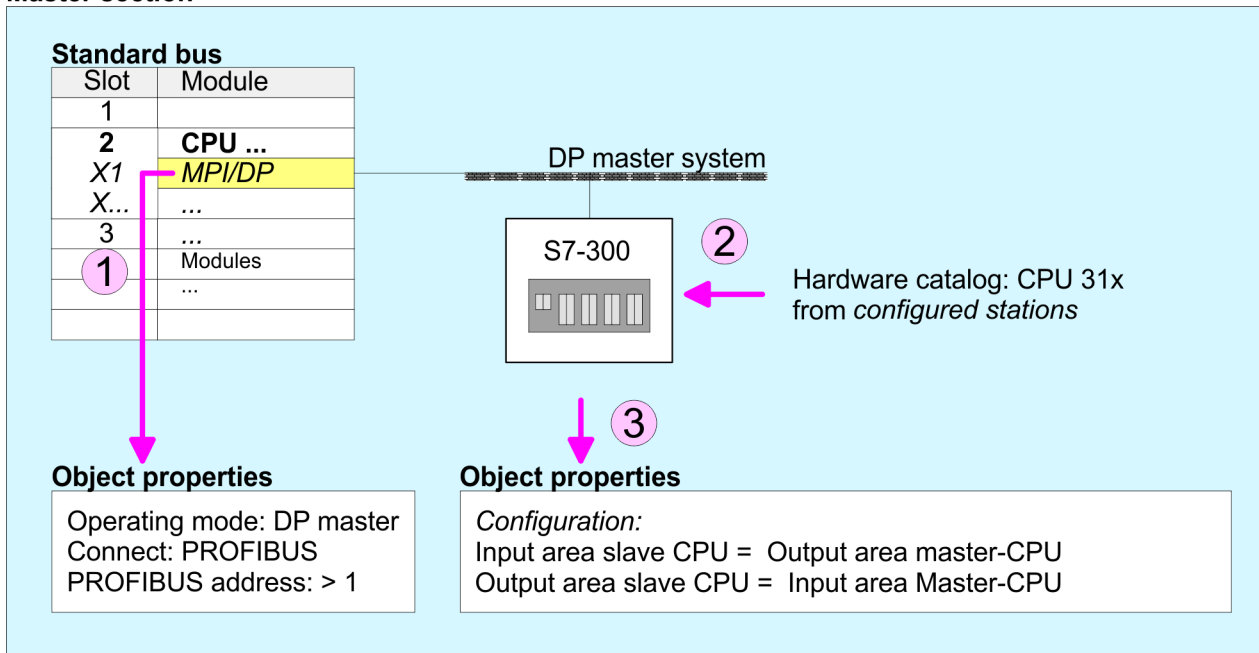 Standard bus
Slot Module
1
2 CPU ...
X1 MPI/DP
X... ...
3 ...
Modules
...
1
DP master system
S7-300
2
Hardware catalog: CPU 31x
from configured stations
3
Object properties
Operating mode: DP master
Connect: PROFIBUS
PROFIBUS address: > 1
Object properties
Configuration:
Input area slave CPU = Output area master-CPU
Output area slave CPU = Input area Master-CPU